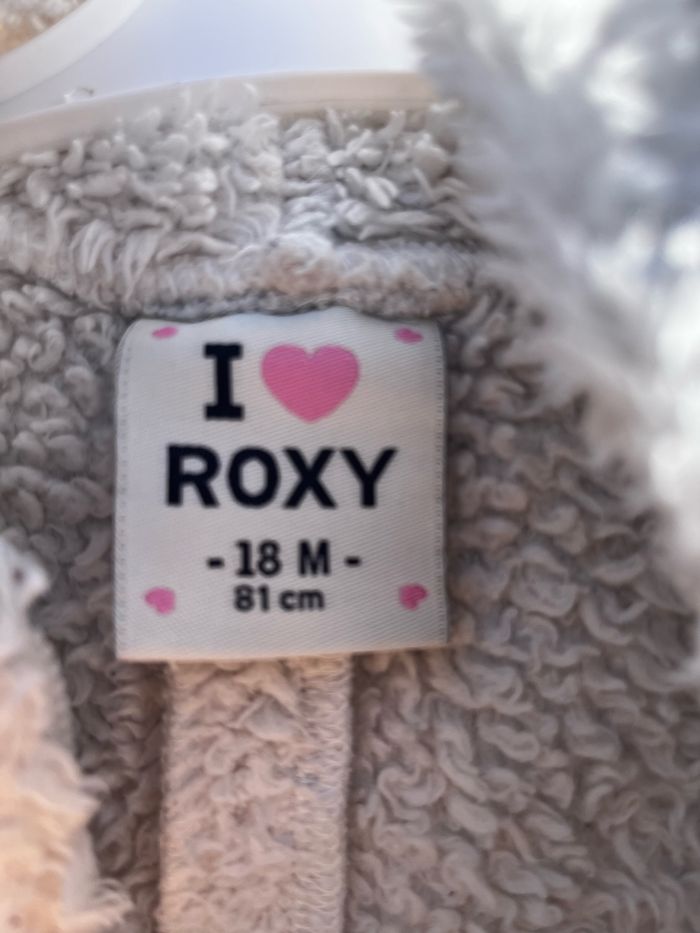 I
ROXY
- 18 M -
81 cm